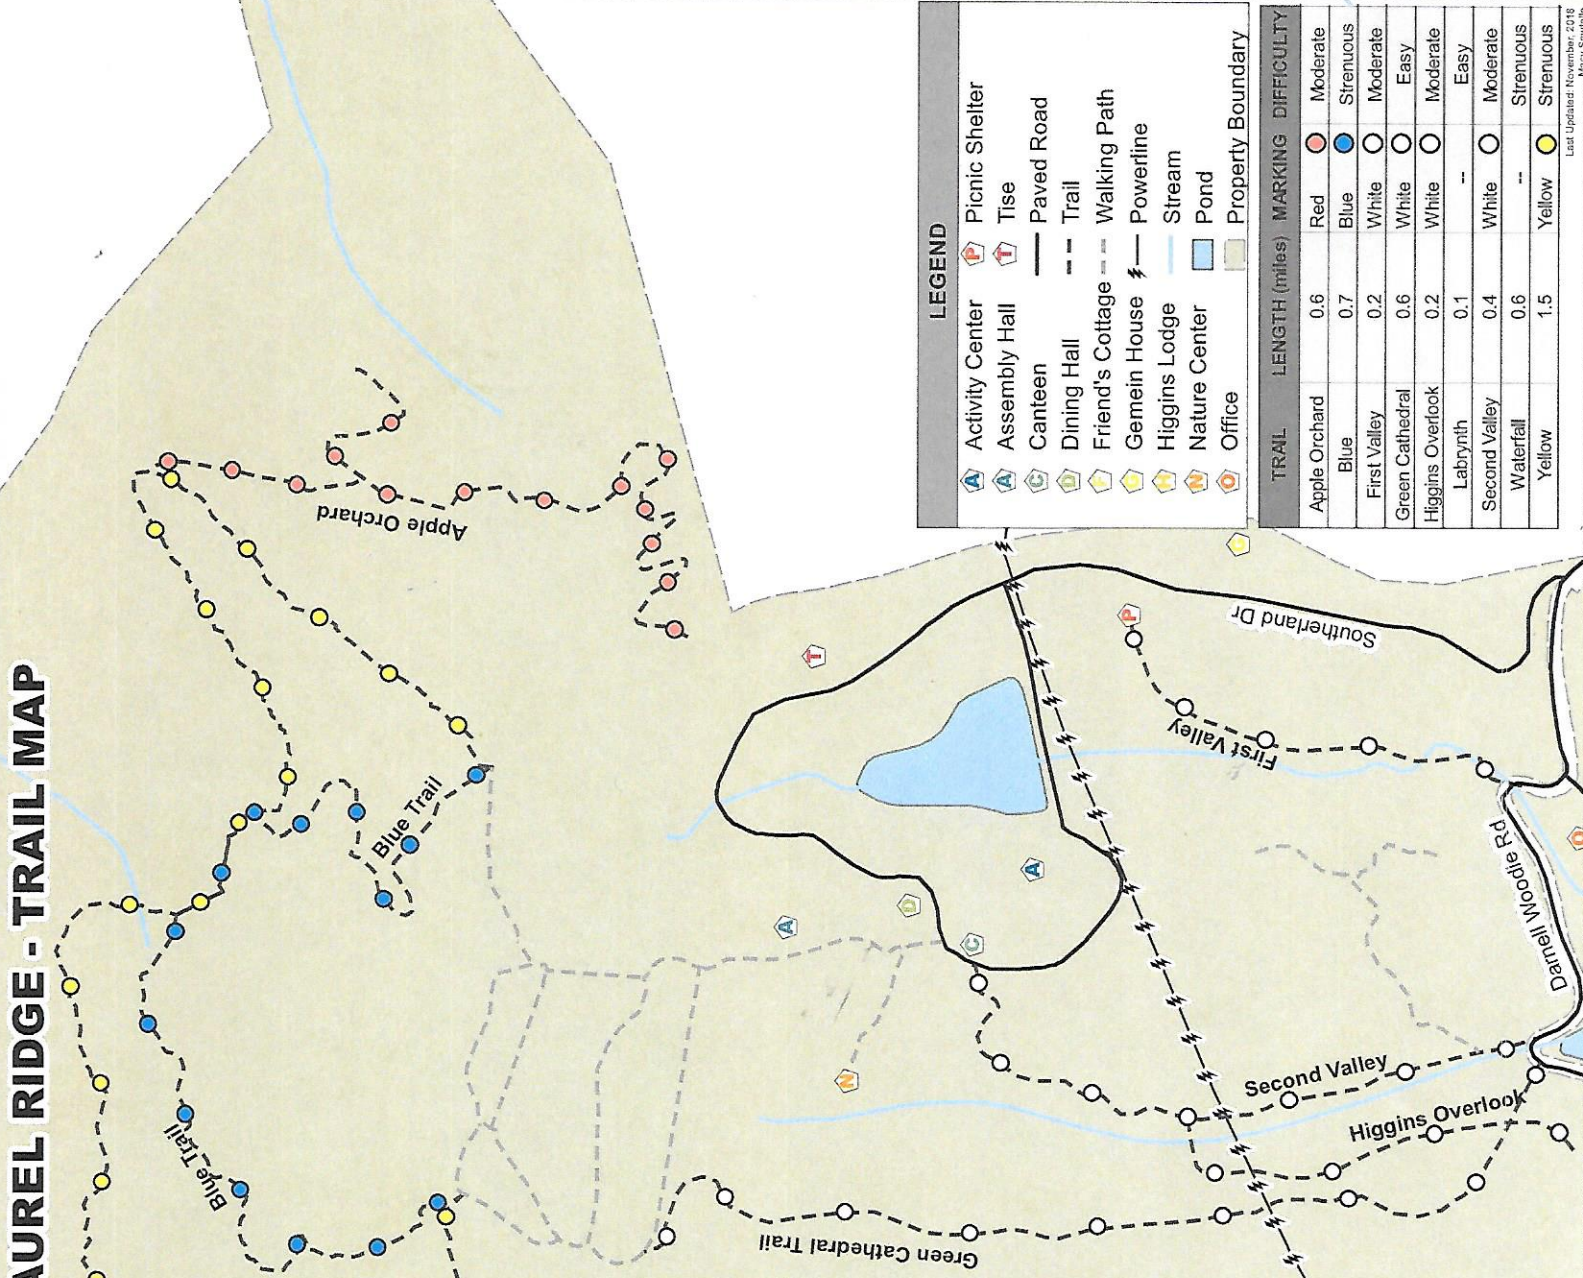 AUREL RIDGE - TRAIL MAP
LEGEND
A Activity Center
A Assembly Hall
C Canteen
D Dining Hall
F Friend's Cottage
G Gemein House
H Higgins Lodge
N Nature Center
O Office
P Picnic Shelter
T Tise
Paved Road
Trail
Walking Path
Powerline
Stream
Pond
Property Boundary
TRAIL LENGTH (miles) MARKING DIFFICULTY
Apple Orchard 0.6 Red Moderate
Blue 0.7 Blue Strenuous
First Valley 0.2 White Moderate
Green Cathedral 0.6 White Easy
Higgins Overlook 0.2 White Moderate
Labrynth 0.1 -- Easy
Second Valley 0.4 White Moderate
Waterfall 0.6 -- Strenuous
Yellow 1.5 Yellow Strenuous
Last Updated: November, 2018
Blue Trail
Blue Trail
Apple Orchard
Green Cathedral Trail
Second Valley
Higgins Overlook
First Valley
Southerland Dr
Darnell Woodie Rd
A
D
C
A
N
T
P
G
O